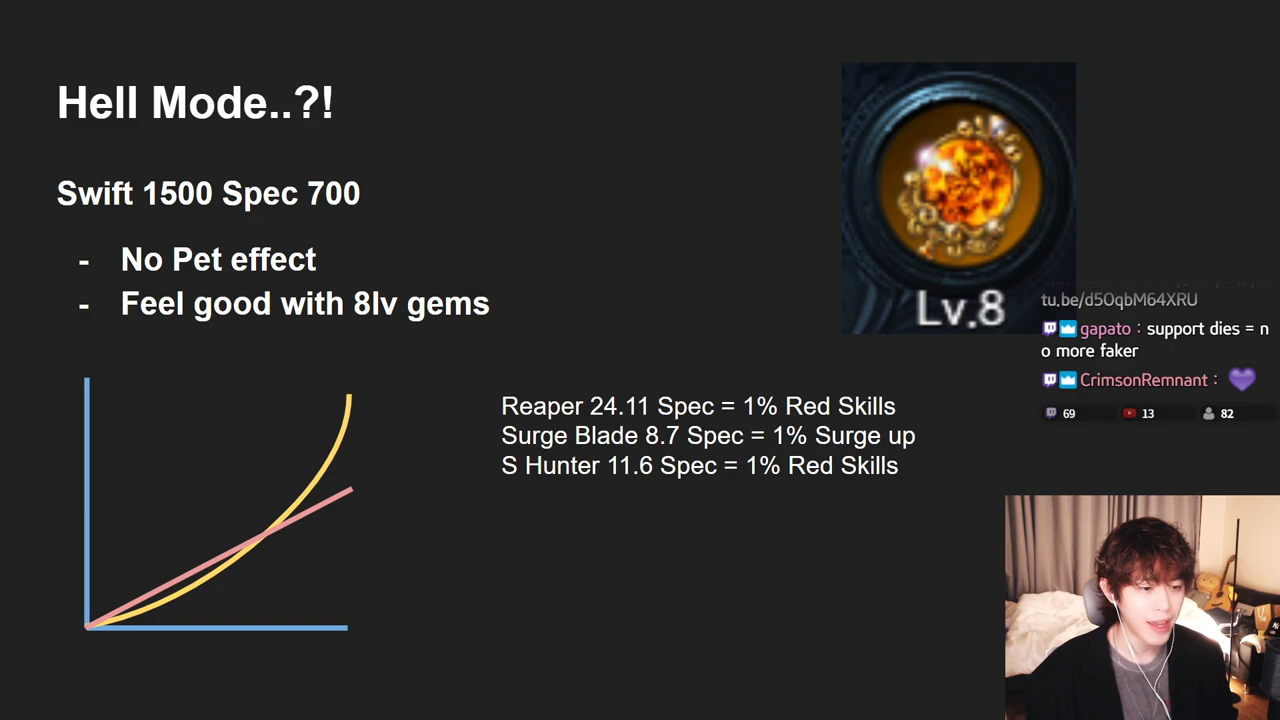 Hell Mode..?!
Swift 1500 Spec 700
- No Pet effect
- Feel good with 8lv gems
Lv.8
tu.be/d5OqbM64XRU
gapato : support dies = n
o more faker
CrimsonRemnant :
69 13 82
Reaper 24.11 Spec = 1% Red Skills
Surge Blade 8.7 Spec = 1% Surge up
S Hunter 11.6 Spec = 1% Red Skills